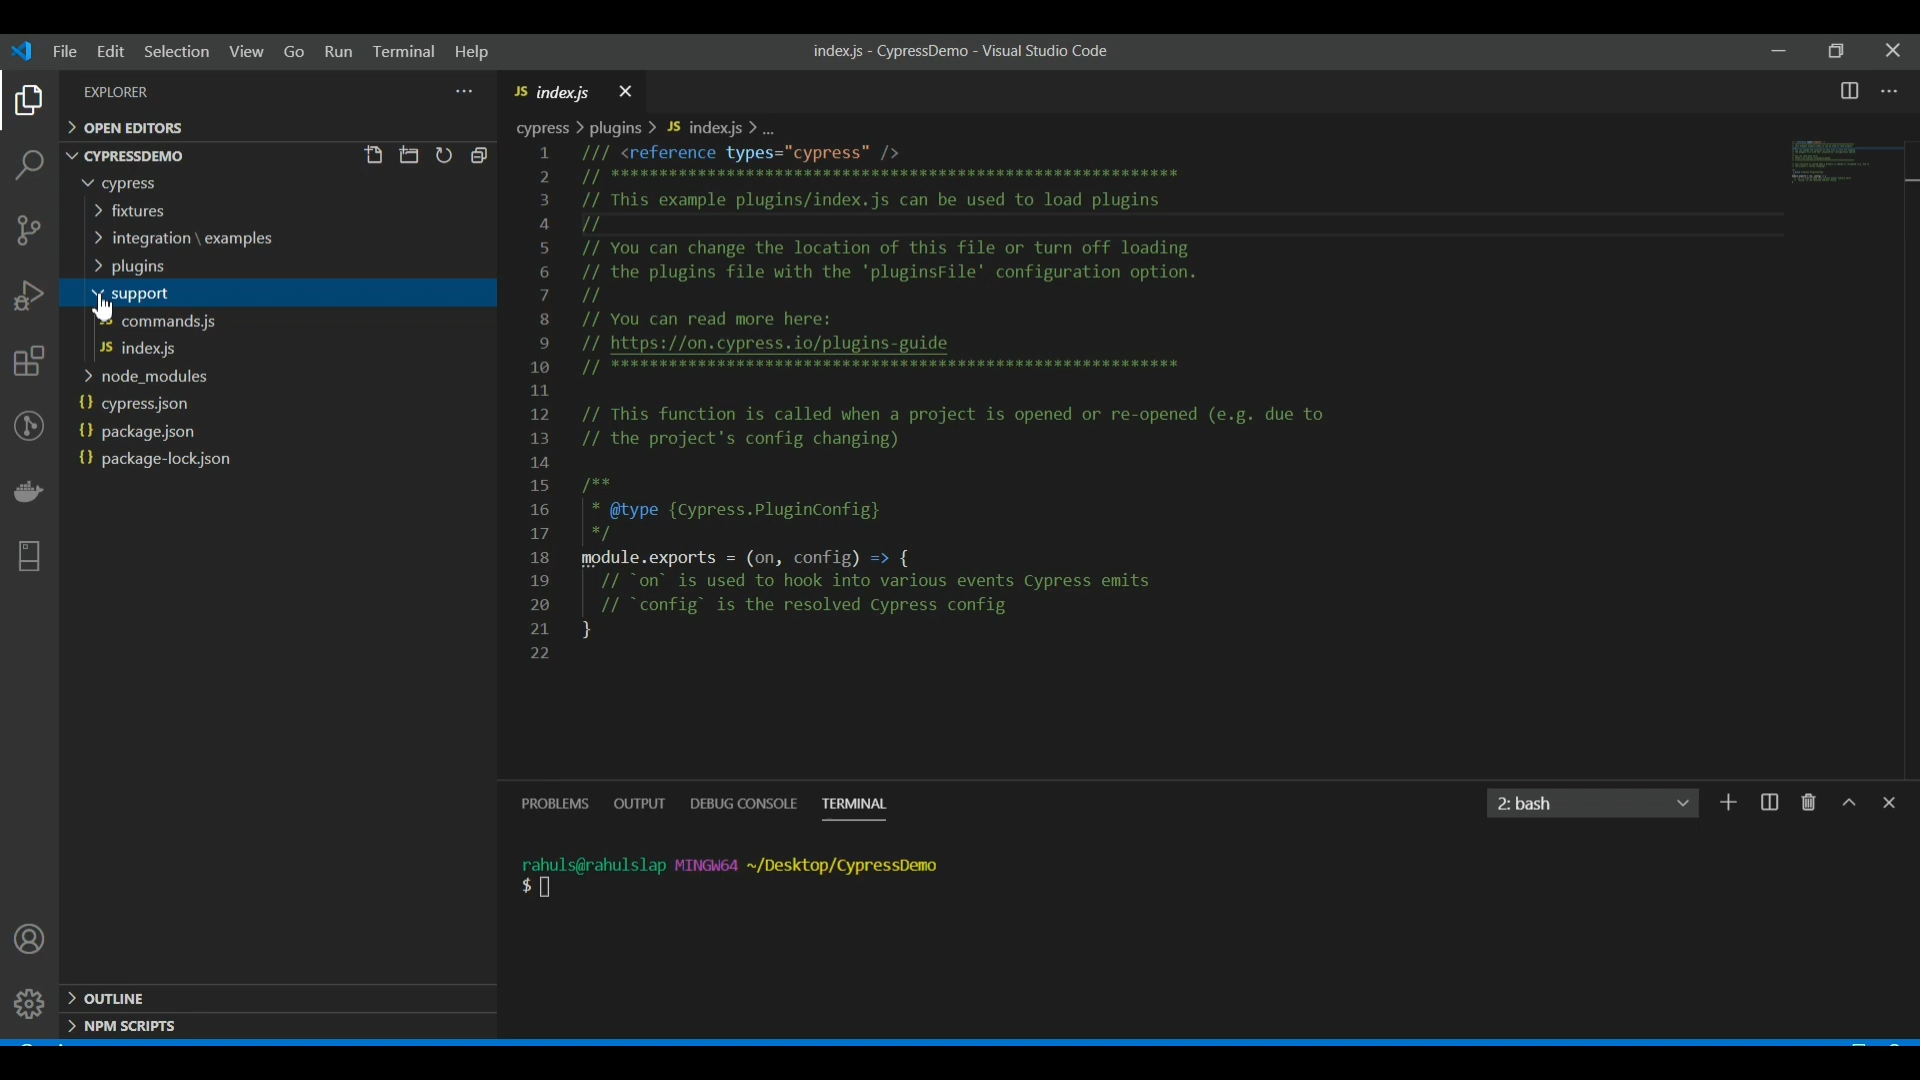 File Edit Selection View Go Run Terminal Help
index.js - CypressDemo - Visual Studio Code
EXPLORER
OPEN EDITORS
CYPRESSDEMO
cypress
fixtures
integration \ examples
plugins
support
commands.js
JS index.js
node_modules
{} cypress.json
{} package.json
{} package-lock.json
OUTLINE
NPM SCRIPTS
JS index.js
cypress > plugins > JS index.js > ...
1 /// <reference types="cypress" />
2 // ***********************************************************
3 // This example plugins/index.js can be used to load plugins
4 //
5 // You can change the location of this file or turn off loading
6 // the plugins file with the 'pluginsFile' configuration option.
7 //
8 // You can read more here:
9 // https://on.cypress.io/plugins-guide
10 // ***********************************************************
11
12 // This function is called when a project is opened or re-opened (e.g. due to
13 // the project's config changing)
14
15 /**
16 * @type {Cypress.PluginConfig}
17 */
18 module.exports = (on, config) => {
19 // `on` is used to hook into various events Cypress emits
20 // `config` is the resolved Cypress config
21 }
22
PROBLEMS OUTPUT DEBUG CONSOLE TERMINAL
2: bash
rahuls@rahulslap MINGW64 ~/Desktop/CypressDemo
$